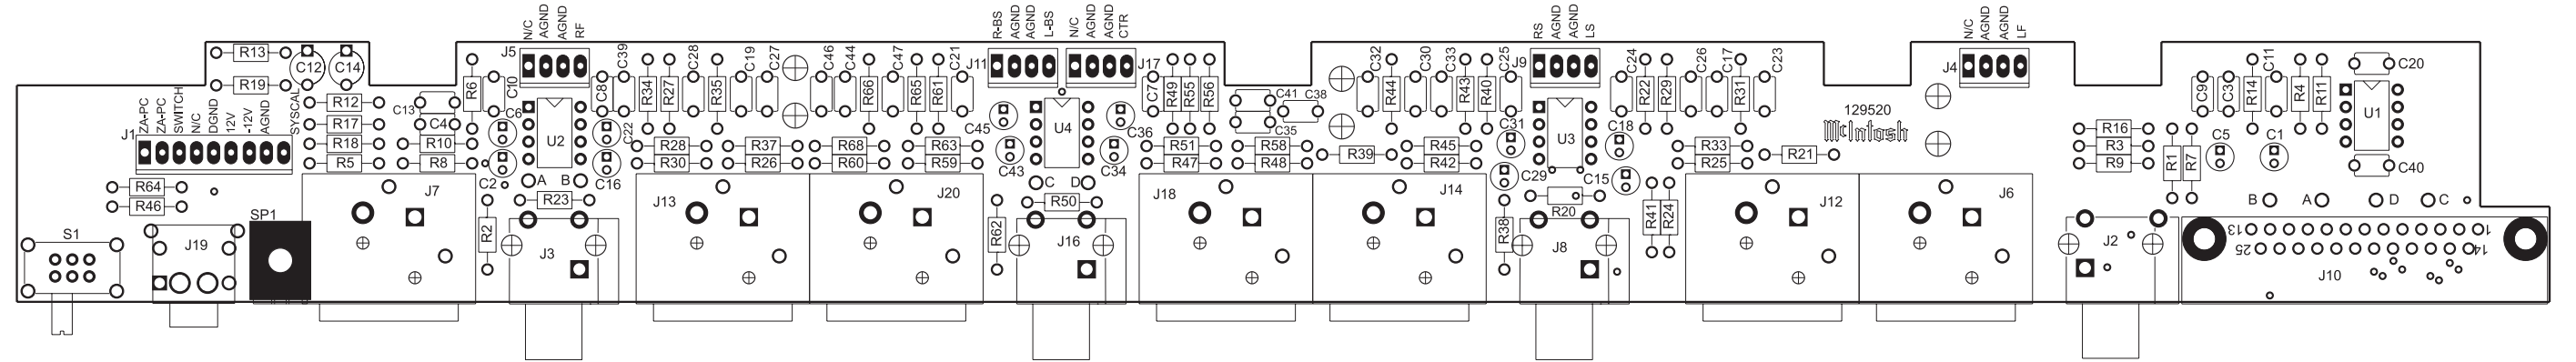 R13
R19
C12
C14
R12
R17
R18
R5
C13
C4
R10
R8
ZA-PC
ZA-PC
SWITCH
N/C
DGND
12V
-12V
AGND
SYSCAL
J1
R64
R46
S1
J19
SP1
J7
N/C
AGND
AGND
RF
J5
R6
C10
C6
C2
U2
C8
C39
C22
C16
A
B
R23
R2
J3
R34
R27
C28
R35
C19
C27
R28
R30
R37
R26
J13
C46
C44
R66
C47
R65
R61
C21
R68
R60
R63
R59
J20
R-BS
AGND
AGND
L-BS
J11
N/C
AGND
AGND
CTR
J17
C45
C43
U4
C36
C34
C
D
R50
R62
J16
C7
R49
R55
R56
R51
R47
C41
C38
C35
R58
R48
J18
C32
R44
C30
C33
R43
R40
C25
R39
R45
R42
J14
RS
AGND
AGND
LS
J9
C31
C29
U3
C18
C15
R20
R38
J8
C24
R22
R29
C26
C17
R31
C23
R33
R25
R21
R41
R24
J12
129520
McIntosh
N/C
AGND
AGND
LF
J4
J6
R16
R3
R9
R1
R7
J2
C9
C3
R14
C11
R4
R11
C5
C1
U1
C20
C40
B
A
D
C
13
1
25
14
J10